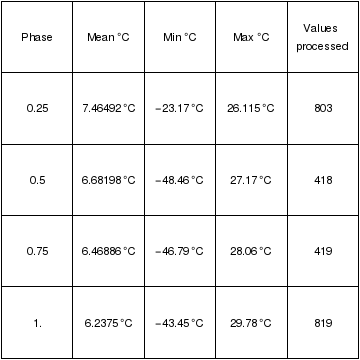 Phase Mean °C Min °C Max °C Values processed
0.25 7.46492 °C −23.17 °C 26.115 °C 803
0.5 6.68198 °C −48.46 °C 27.17 °C 418
0.75 6.46886 °C −46.79 °C 28.06 °C 419
1. 6.2375 °C −43.45 °C 29.78 °C 819